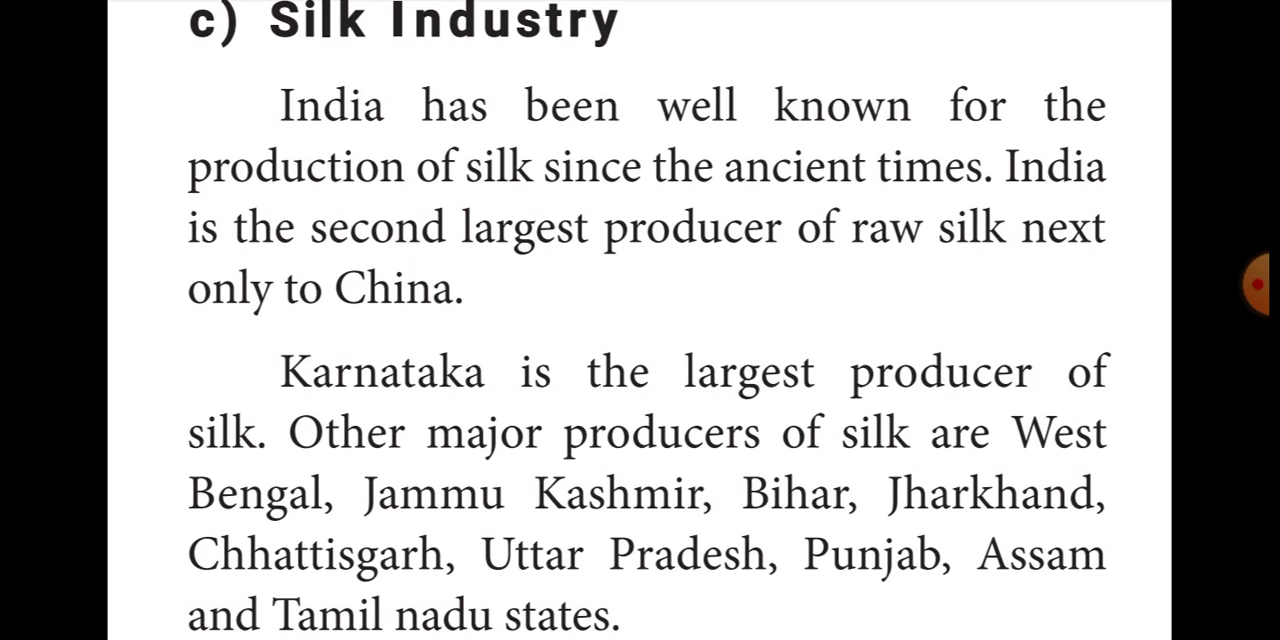 c) Silk Industry
India has been well known for the
production of silk since the ancient times. India
is the second largest producer of raw silk next
only to China.
Karnataka is the largest producer of
silk. Other major producers of silk are West
Bengal, Jammu Kashmir, Bihar, Jharkhand,
Chhattisgarh, Uttar Pradesh, Punjab, Assam
and Tamil nadu states.